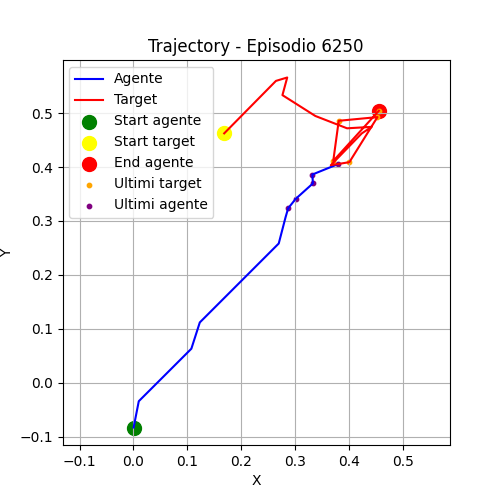 Trajectory - Episodio 6250
Agente
Target
Start agente
Start target
End agente
Ultimi target
Ultimi agente
Y
0.5
0.4
0.3
0.2
0.1
0.0
−0.1
−0.1
0.0
0.1
0.2
0.3
0.4
0.5
X